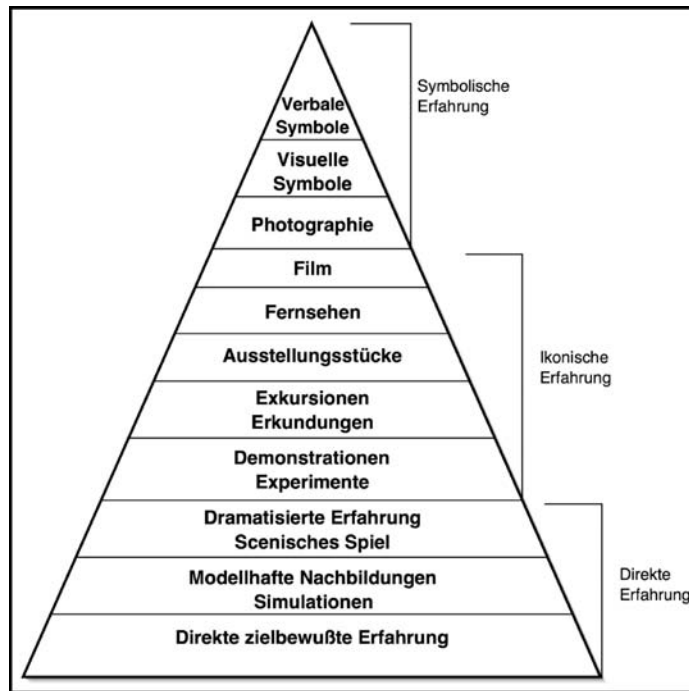 Verbale
Symbole
Visuelle
Symbole
Photographie
Film
Fernsehen
Ausstellungsstücke
Exkursionen
Erkundungen
Demonstrationen
Experimente
Dramatisierte Erfahrung
Scenisches Spiel
Modellhafte Nachbildungen
Simulationen
Direkte zielbewußte Erfahrung
Symbolische
Erfahrung
Ikonische
Erfahrung
Direkte
Erfahrung